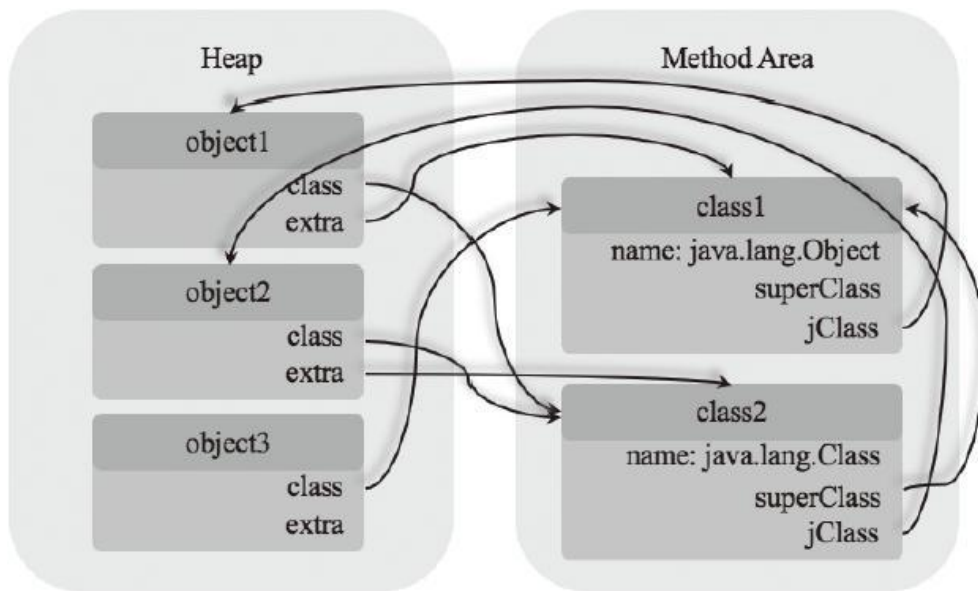 Heap
object1
class
extra
object2
class
extra
object3
class
extra
Method Area
class1
name: java.lang.Object
superClass
jClass
class2
name: java.lang.Class
superClass
jClass